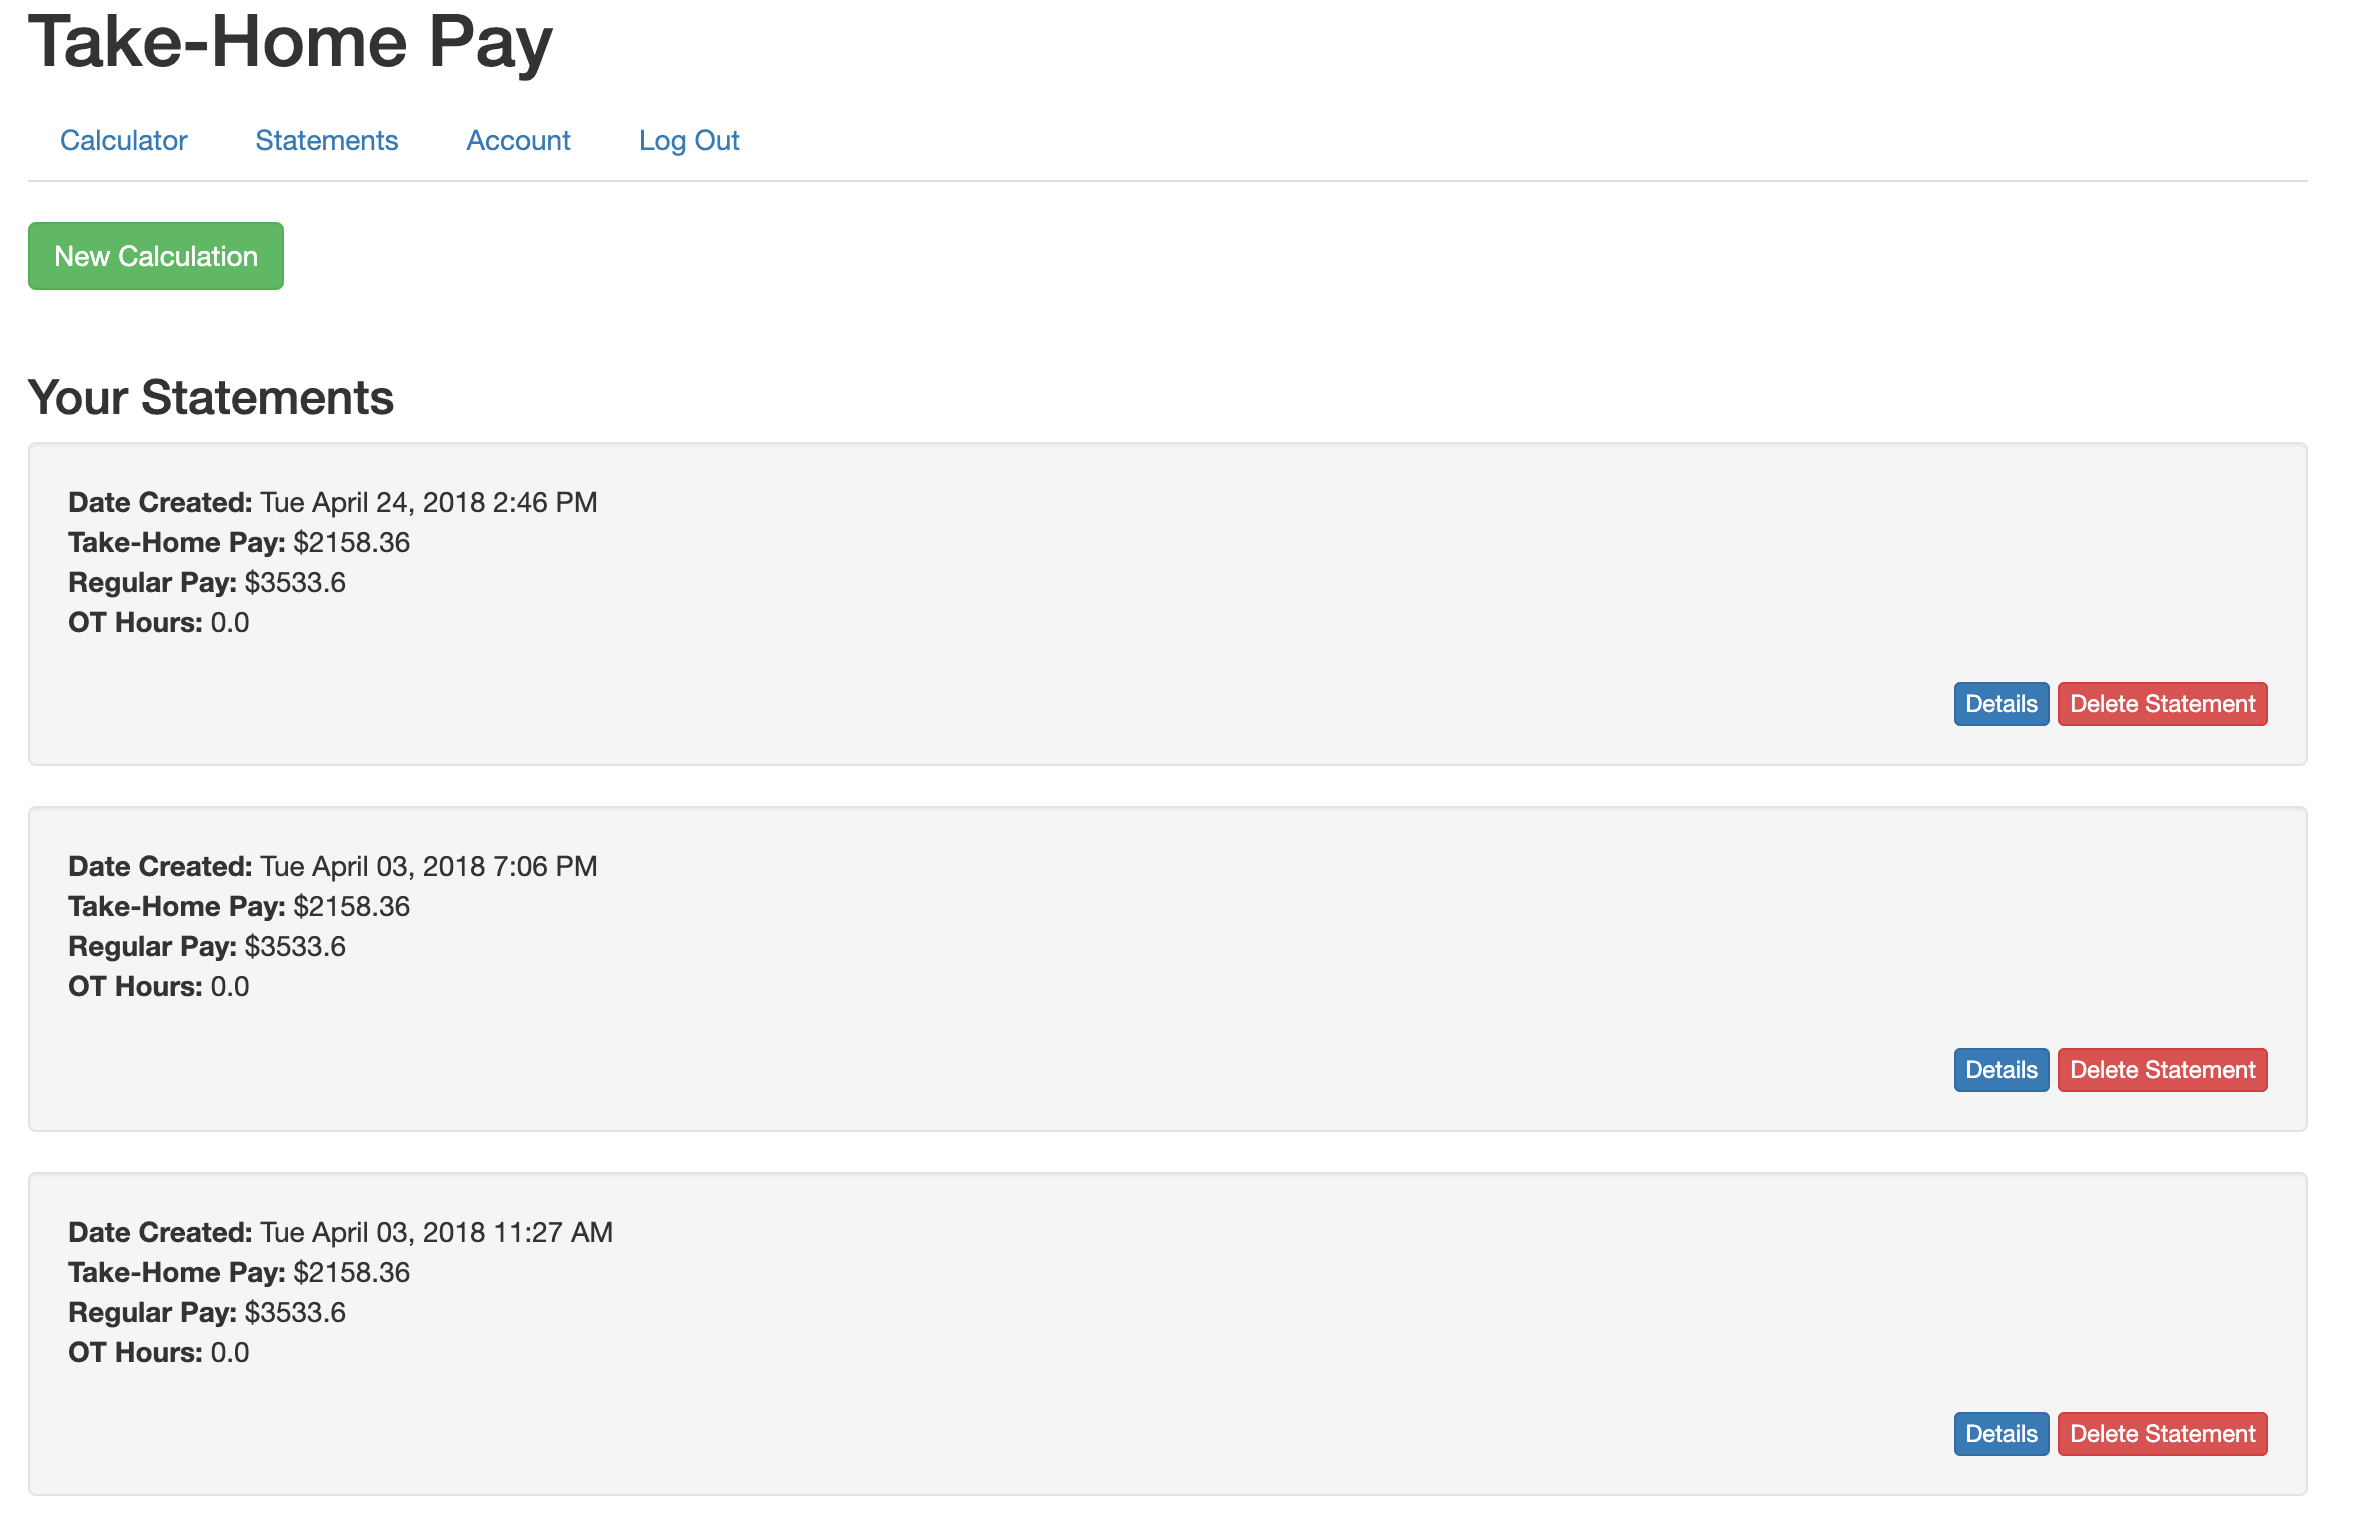 Take-Home Pay
Calculator Statements Account Log Out
New Calculation
Your Statements
Date Created: Tue April 24, 2018 2:46 PM
Take-Home Pay: $2158.36
Regular Pay: $3533.6
OT Hours: 0.0
Details Delete Statement
Date Created: Tue April 03, 2018 7:06 PM
Take-Home Pay: $2158.36
Regular Pay: $3533.6
OT Hours: 0.0
Details Delete Statement
Date Created: Tue April 03, 2018 11:27 AM
Take-Home Pay: $2158.36
Regular Pay: $3533.6
OT Hours: 0.0
Details Delete Statement